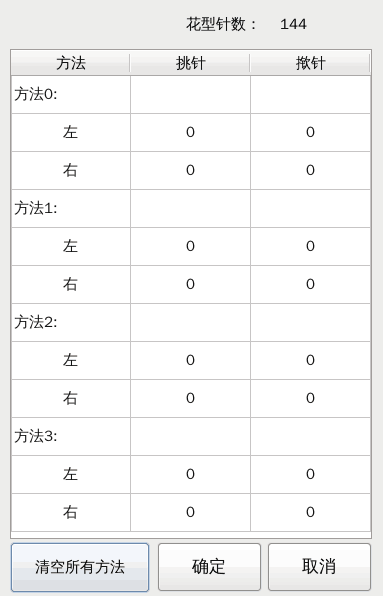 花型针数： 144
方法 挑针 揿针
方法0:
左 0 0
右 0 0
方法1:
左 0 0
右 0 0
方法2:
左 0 0
右 0 0
方法3:
左 0 0
右 0 0
清空所有方法 确定 取消